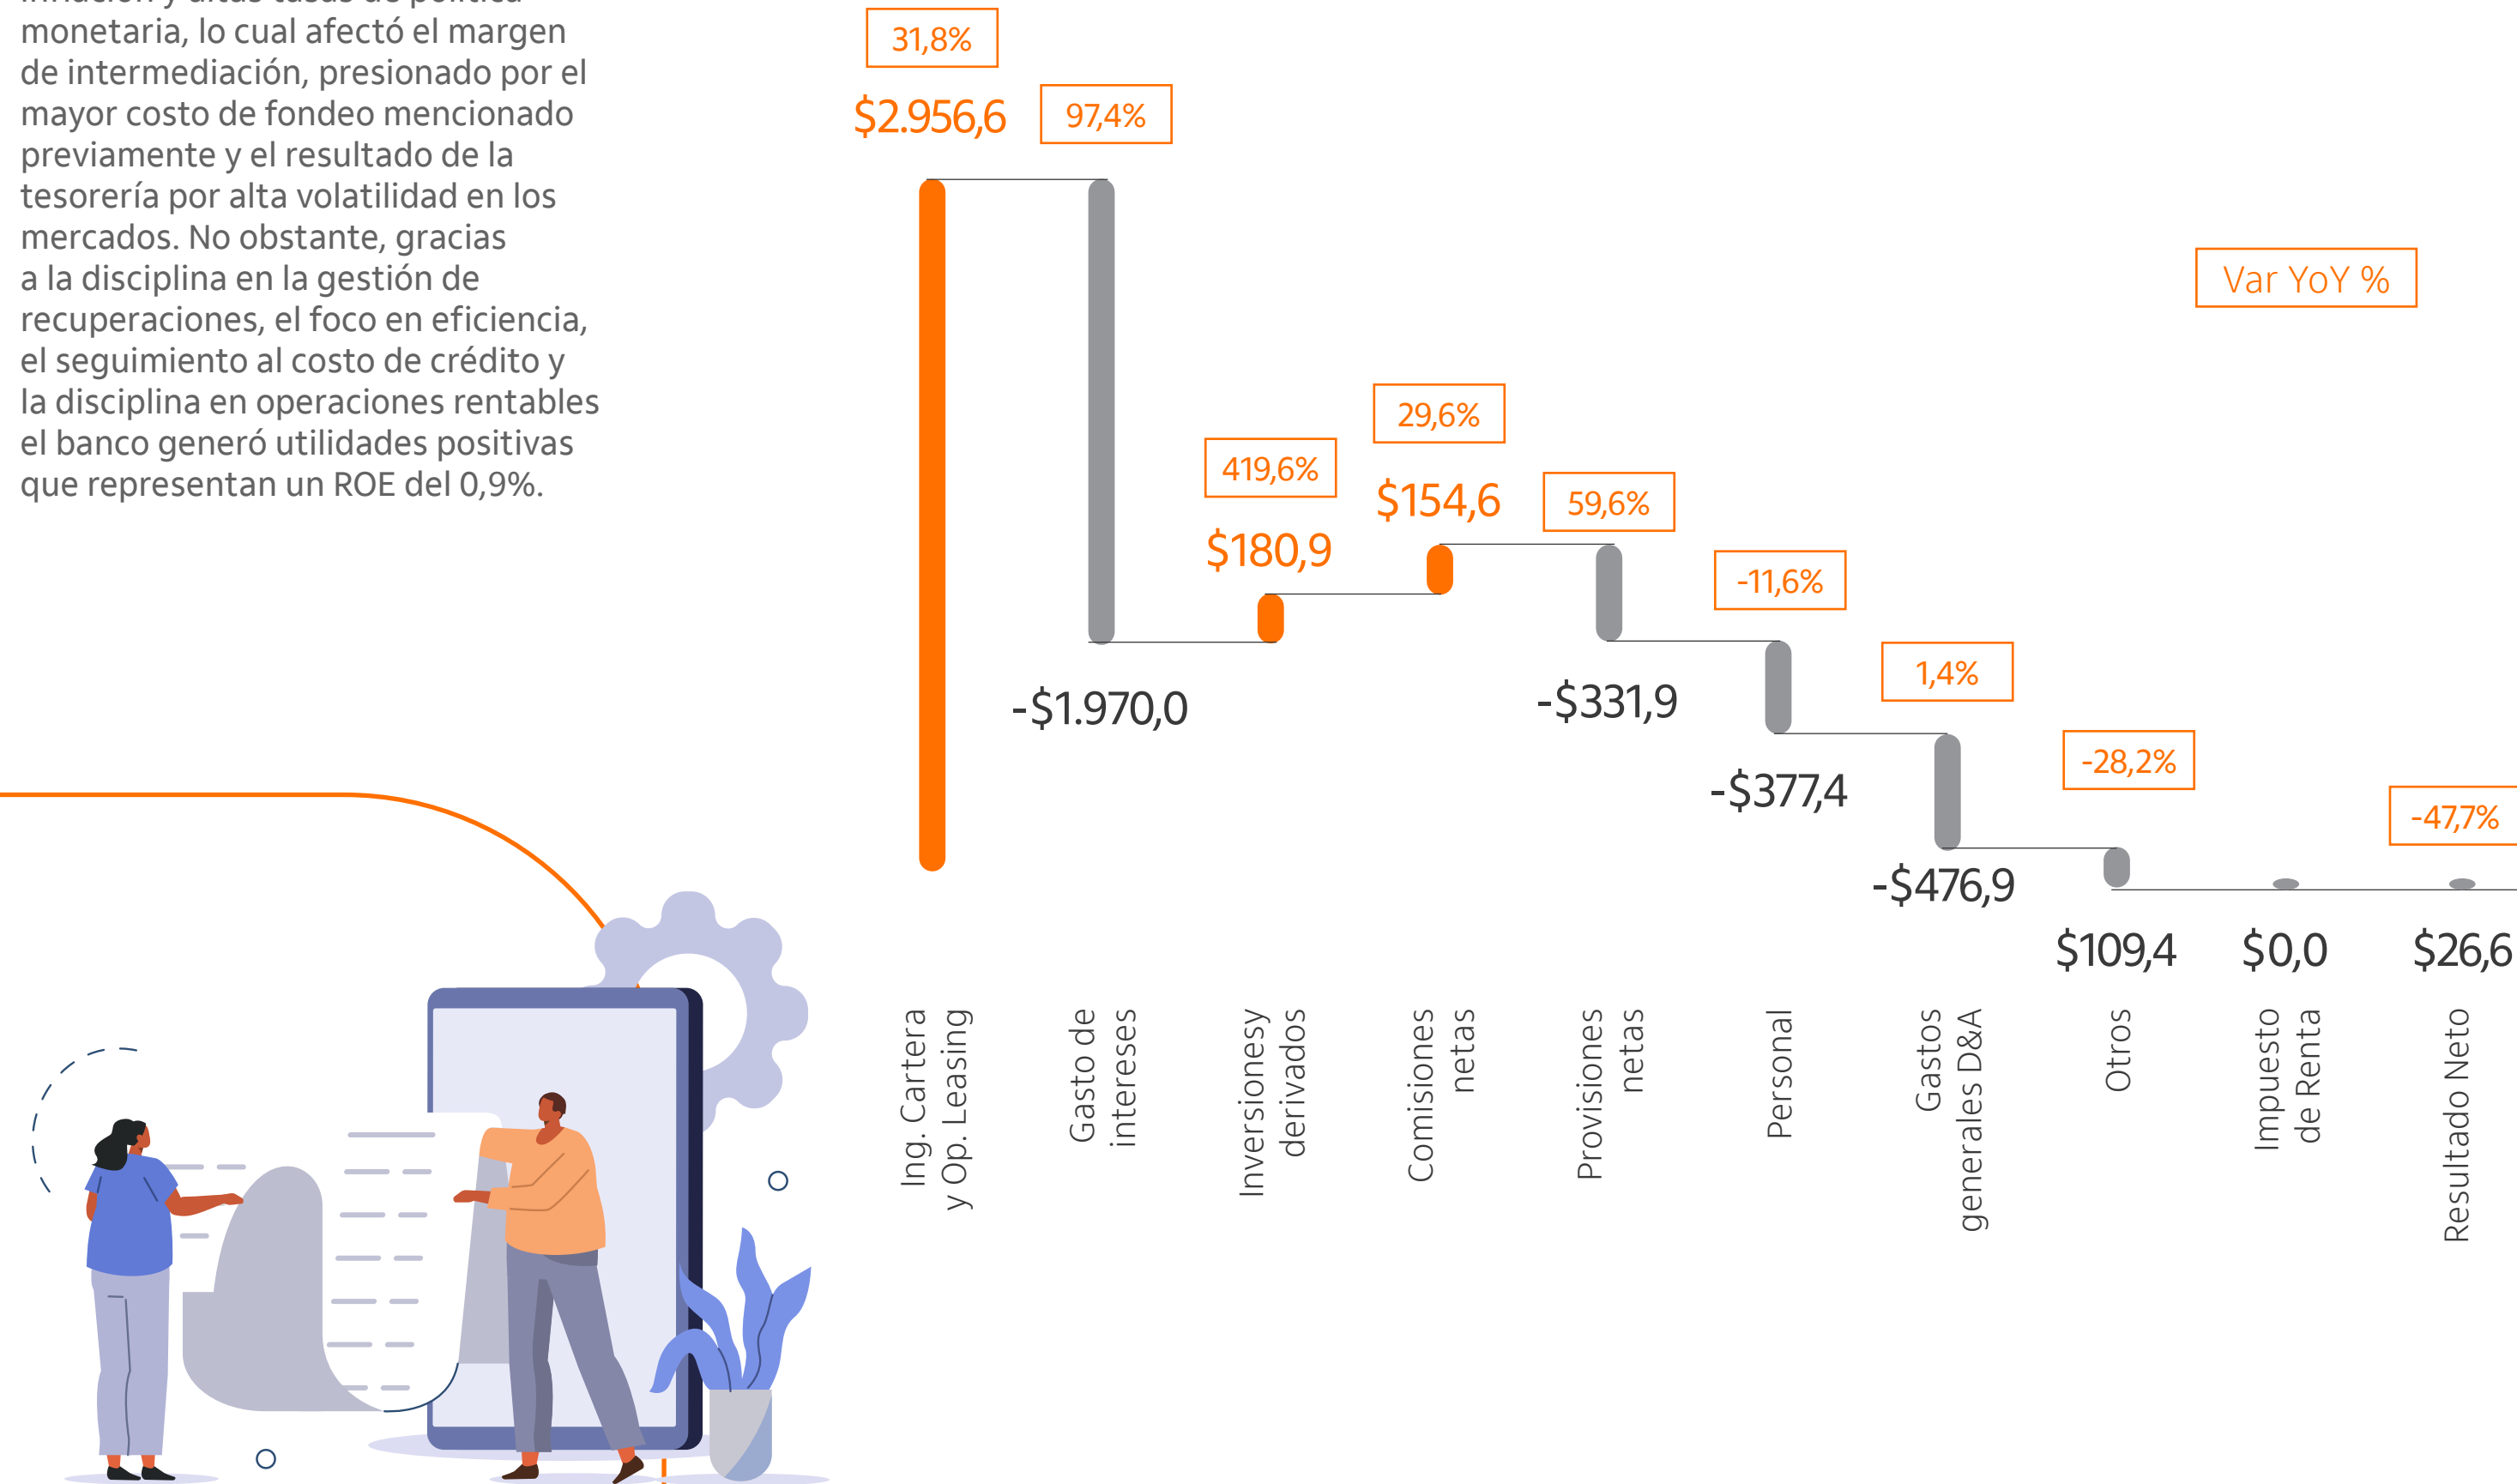 inflación y altas tasas de política
monetaria, lo cual afectó el margen
de intermediación, presionado por el
mayor costo de fondeo mencionado
previamente y el resultado de la
tesorería por alta volatilidad en los
mercados. No obstante, gracias
a la disciplina en la gestión de
recuperaciones, el foco en eficiencia,
el seguimiento al costo de crédito y
la disciplina en operaciones rentables
el banco generó utilidades positivas
que representan un ROE del 0,9%.
31,8%
$2.956,6
97,4%
-$1.970,0
419,6%
$180,9
29,6%
$154,6
59,6%
-$331,9
-11,6%
-$377,4
1,4%
-$476,9
-28,2%
$109,4
$0,0
-47,7%
$26,6
Var YoY %
Ing. Cartera
y Op. Leasing
Gasto de
intereses
Inversionesy
derivados
Comisiones
netas
Provisiones
netas
Personal
Gastos
generales D&A
Otros
Impuesto
de Renta
Resultado Neto